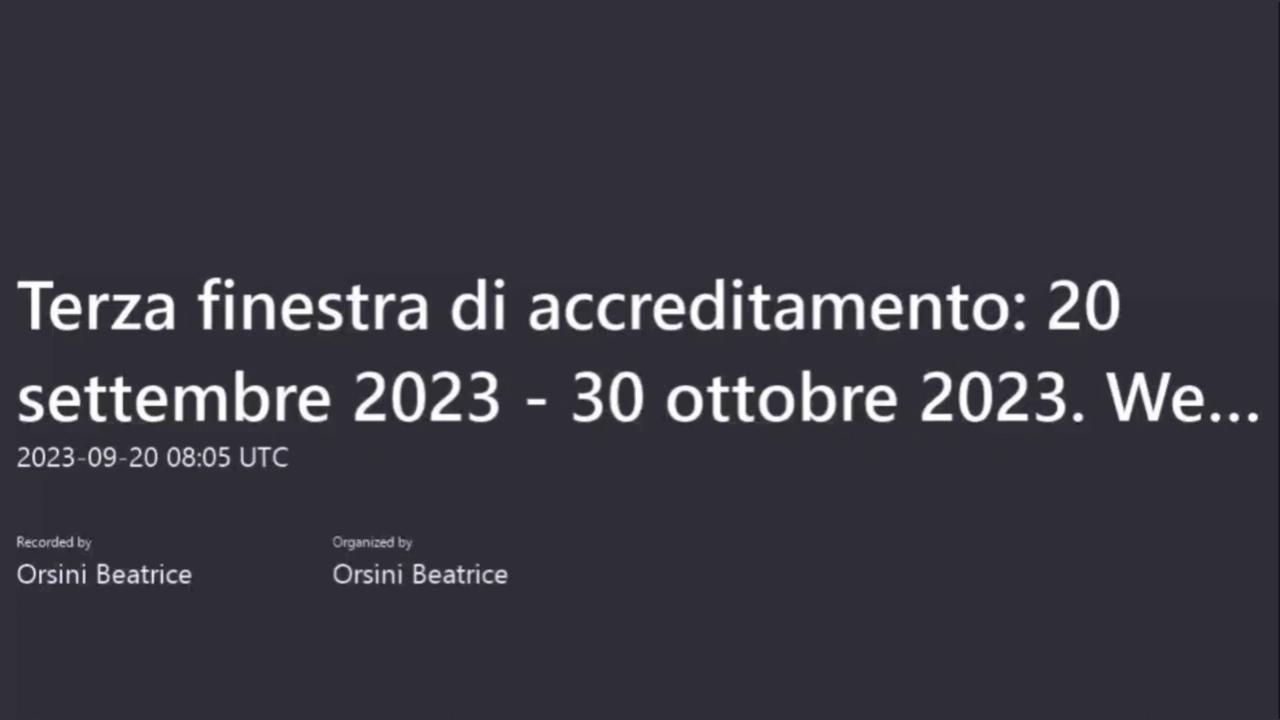 Terza finestra di accreditamento: 20
settembre 2023 - 30 ottobre 2023. We...
2023-09-20 08:05 UTC
Recorded by
Orsini Beatrice
Organized by
Orsini Beatrice